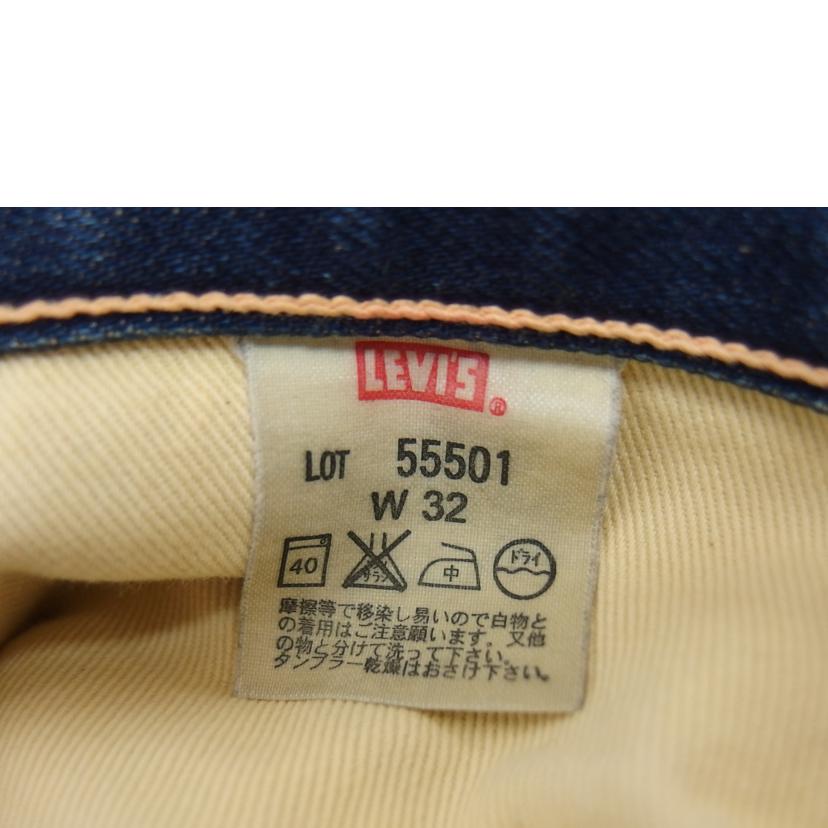 LEVI'S®
LOT 55501
W 32
40 サラシ 中 ドライ
摩擦等で移染し易いので白物と
の着用はご注意願います。又他
の物と分けて洗って下さい。
タンブラー乾燥はおさけ下さい。